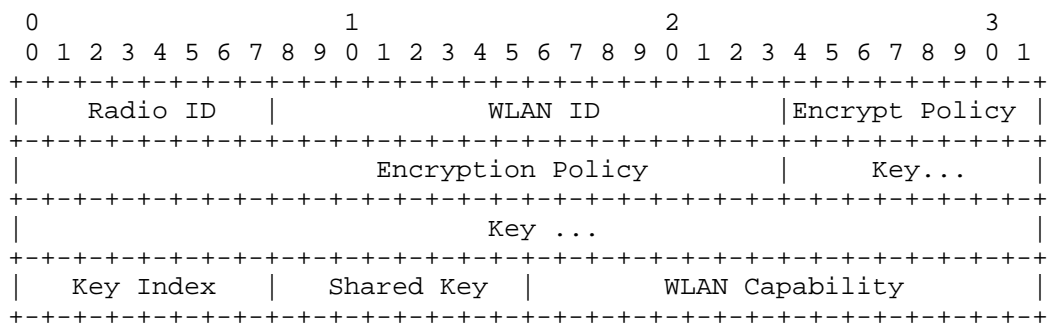 0                   1                   2                   3
 0 1 2 3 4 5 6 7 8 9 0 1 2 3 4 5 6 7 8 9 0 1 2 3 4 5 6 7 8 9 0 1
+-+-+-+-+-+-+-+-+-+-+-+-+-+-+-+-+-+-+-+-+-+-+-+-+-+-+-+-+-+-+-+-+
|    Radio ID   |             WLAN ID           |Encrypt Policy |
+-+-+-+-+-+-+-+-+-+-+-+-+-+-+-+-+-+-+-+-+-+-+-+-+-+-+-+-+-+-+-+-+
|                      Encryption Policy        |     Key...    |
+-+-+-+-+-+-+-+-+-+-+-+-+-+-+-+-+-+-+-+-+-+-+-+-+-+-+-+-+-+-+-+-+
|                             Key ...                           |
+-+-+-+-+-+-+-+-+-+-+-+-+-+-+-+-+-+-+-+-+-+-+-+-+-+-+-+-+-+-+-+-+
|   Key Index   |   Shared Key  |        WLAN Capability        |
+-+-+-+-+-+-+-+-+-+-+-+-+-+-+-+-+-+-+-+-+-+-+-+-+-+-+-+-+-+-+-+-+